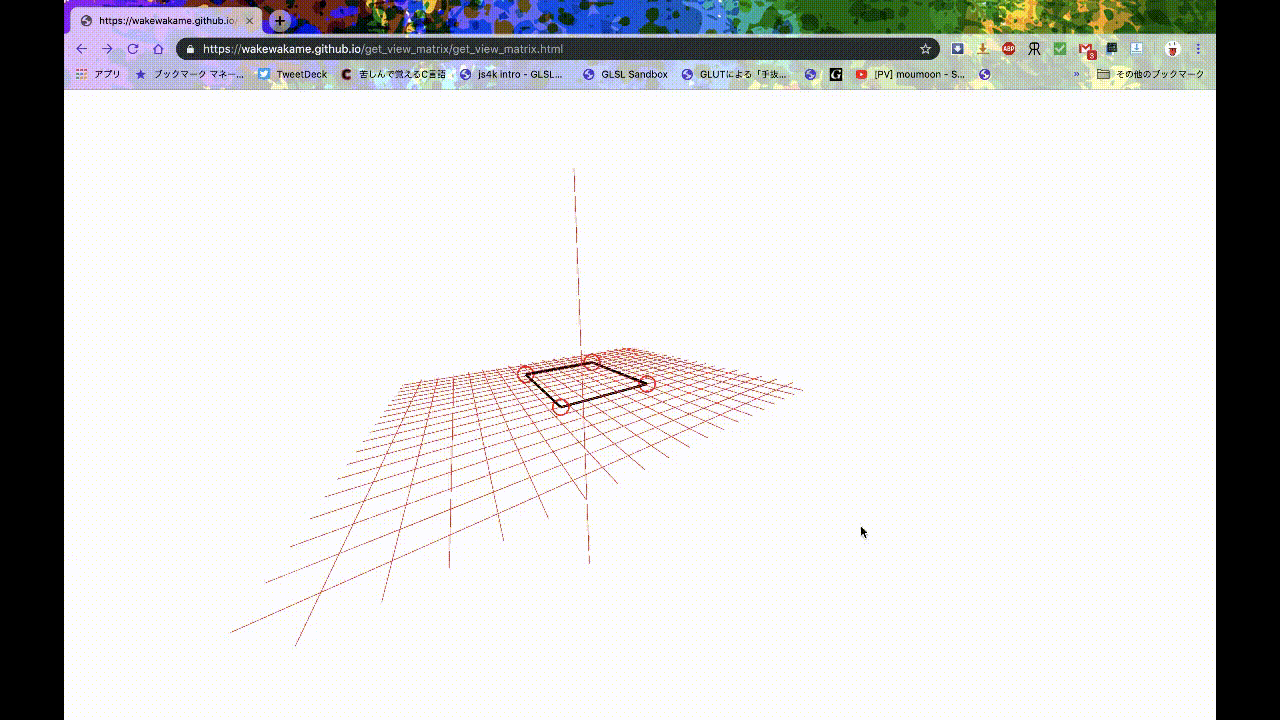 https://wakewakame.github.io/
https://wakewakame.github.io/get_view_matrix/get_view_matrix.html
ABP
3
アプリ
ブックマーク マネー...
TweetDeck
苦しんで覚えるC言語
js4k intro - GLSL...
GLSL Sandbox
GLUTによる「手抜...
G
[PV] moumoon - S...
»
その他のブックマーク